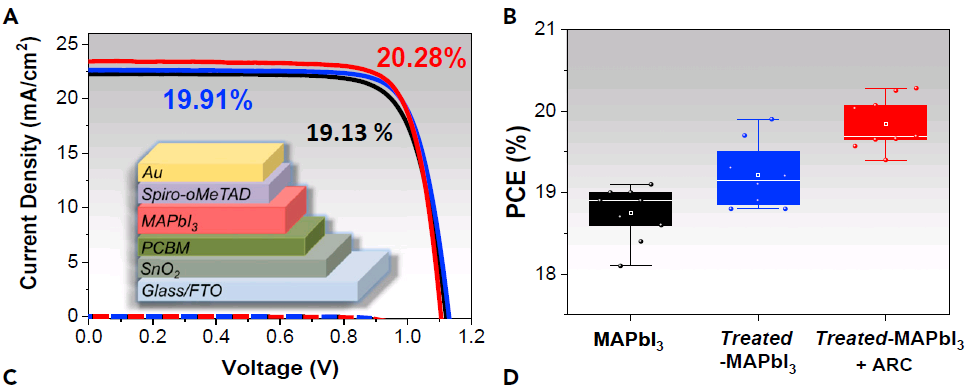 A
25
20
15
10
5
0
Current Density (mA/cm²)
20.28%
19.91%
19.13 %
Au
Spiro-oMeTAD
MAPbI₃
PCBM
SnO₂
Glass/FTO
0.0 0.2 0.4 0.6 0.8 1.0 1.2
Voltage (V)
B
21
20
19
18
PCE (%)
MAPbI₃
Treated
-MAPbI₃
Treated-MAPbI₃
+ ARC
C
D